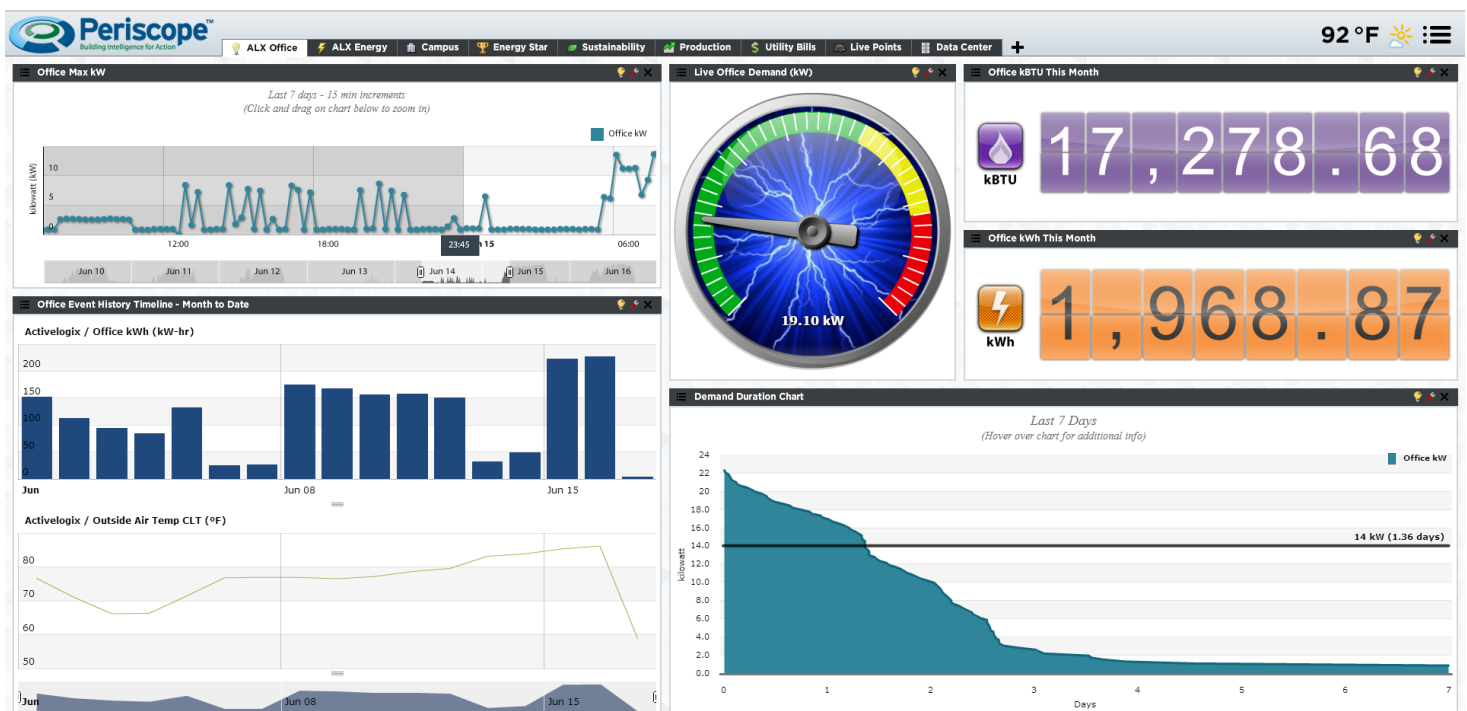 Periscope™
Building Intelligence for Action
ALX Office
ALX Energy
Campus
Energy Star
Sustainability
Production
Utility Bills
Live Points
Data Center
92 °F
Office Max kW
Last 7 days - 15 min increments
(Click and drag on chart below to zoom in)
Office kW
kilowatt (kW)
10
5
0
12:00
18:00
23:45
n 15
06:00
Jun 10
Jun 11
Jun 12
Jun 13
Jun 14
Jun 15
Jun 16
Office Event History Timeline - Month to Date
Activelogix / Office kWh (kW-hr)
200
150
100
50
0
Jun
Jun 08
Jun 15
Activelogix / Outside Air Temp CLT (ºF)
80
70
60
50
Jun
Jun 08
Jun 15
Live Office Demand (kW)
19.10 kW
Office kBTU This Month
kBTU
17,278.68
Office kWh This Month
kWh
1,968.87
Demand Duration Chart
Last 7 Days
(Hover over chart for additional info)
Office kW
14 kW (1.36 days)
kilowatt
24
22
20
18.0
16.0
14.0
12.0
10.0
8.0
6.0
4.0
2.0
0.0
0
1
2
3
4
5
6
7
Days